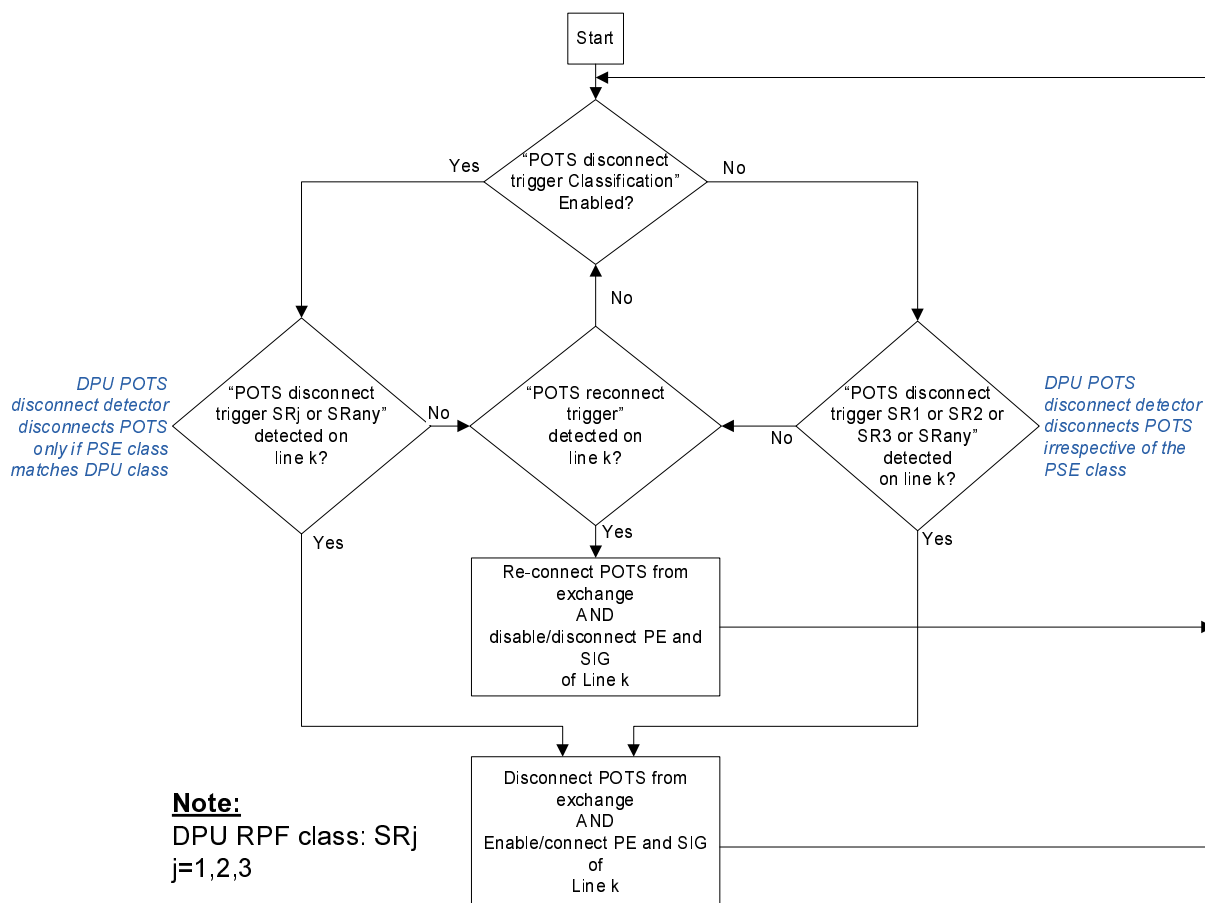 Start
“POTS disconnect
trigger Classification”
Enabled?
Yes
No
No
DPU POTS
disconnect detector
disconnects POTS
only if PSE class
matches DPU class
“POTS disconnect
trigger SRj or SRany”
detected on
line k?
No
“POTS reconnect
trigger”
detected on
line k?
No
“POTS disconnect
trigger SR1 or SR2 or
SR3 or SRany”
detected
on line k?
DPU POTS
disconnect detector
disconnects POTS
irrespective of the
PSE class
Yes
Yes
Yes
Re-connect POTS from
exchange
AND
disable/disconnect PE and
SIG
of Line k
Disconnect POTS from
exchange
AND
Enable/connect PE and SIG
of
Line k
Note:
DPU RPF class: SRj
j=1,2,3